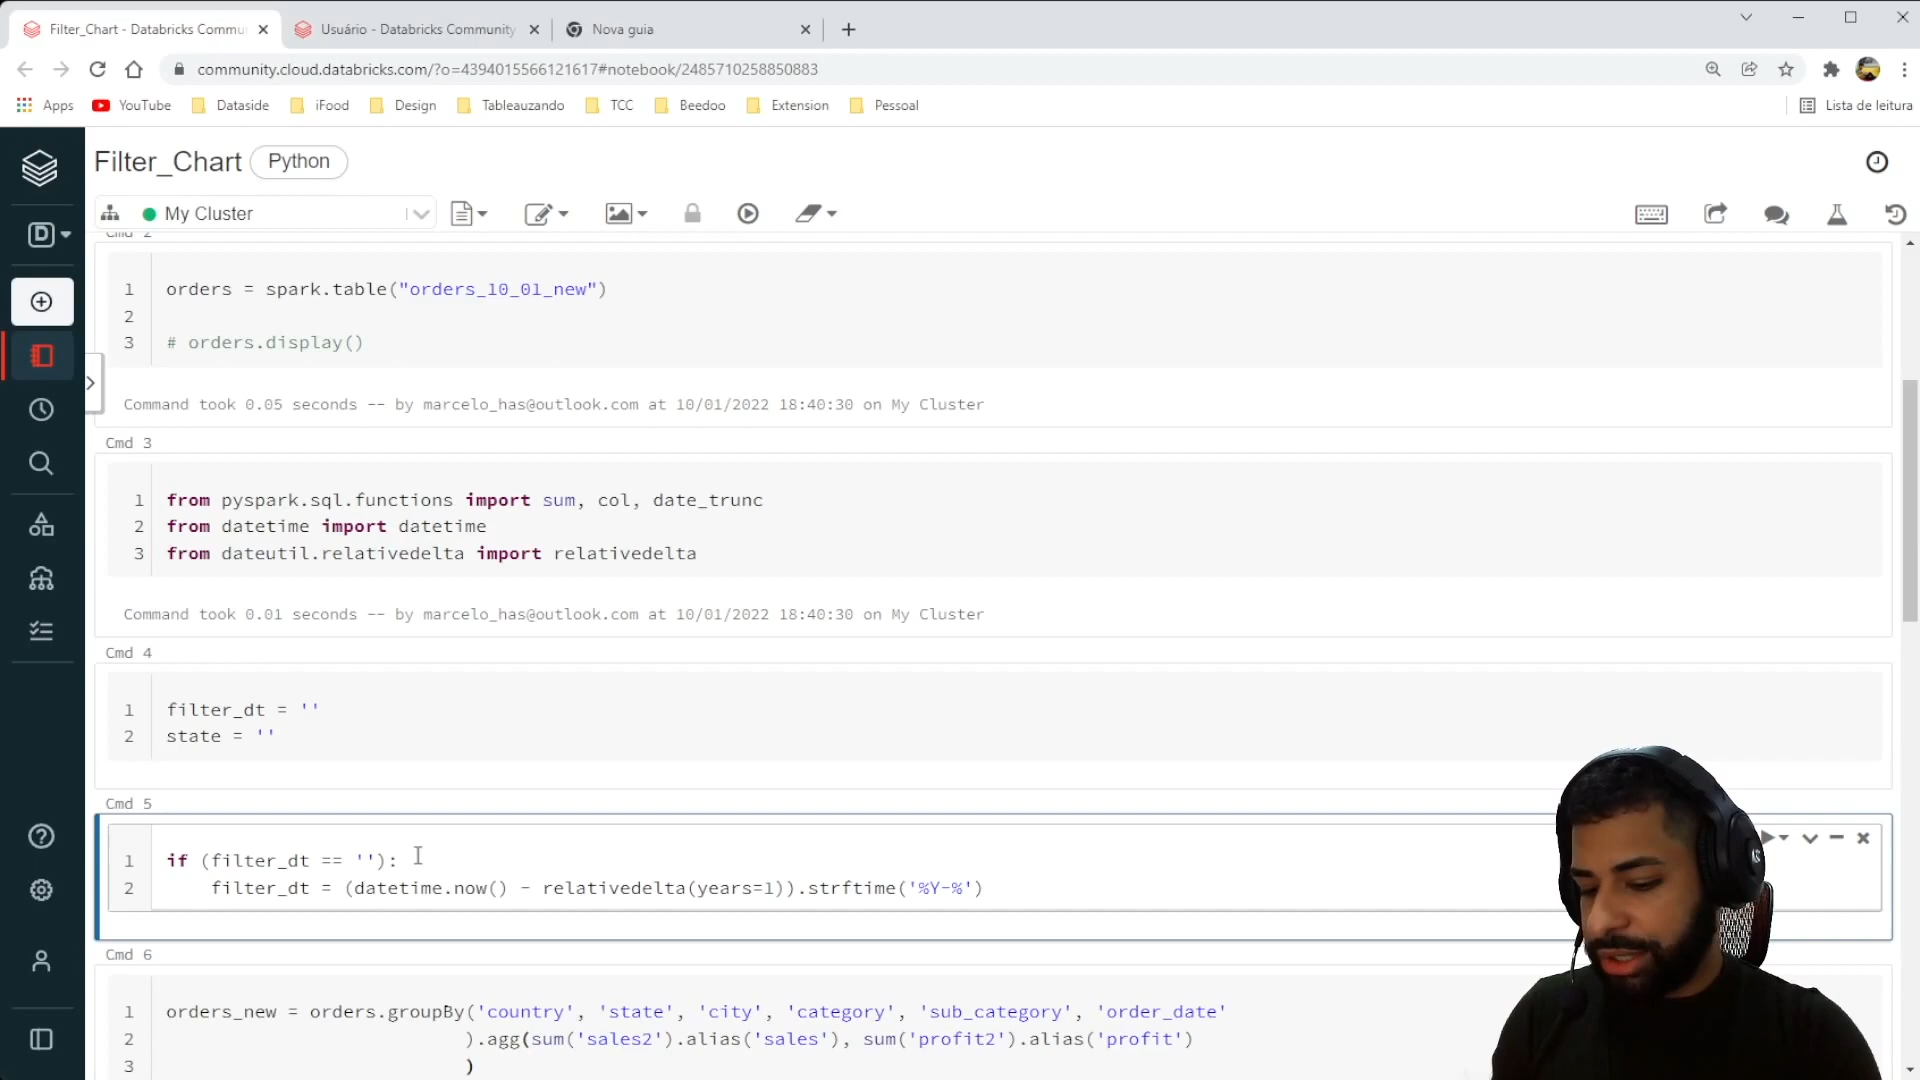 Filter_Chart - Databricks Commu
Usuário - Databricks Community
Nova guia
community.cloud.databricks.com/?o=4394015566121617#notebook/2485710258850883
Apps
YouTube
Dataside
iFood
Design
Tableauzando
TCC
Beedoo
Extension
Pessoal
Lista de leitura
Filter_Chart
Python
D
My Cluster
Cmd 2
1 orders = spark.table("orders_10_01_new")
2
3 # orders.display()
Command took 0.05 seconds -- by marcelo_has@outlook.com at 10/01/2022 18:40:30 on My Cluster
Cmd 3
1 from pyspark.sql.functions import sum, col, date_trunc
2 from datetime import datetime
3 from dateutil.relativedelta import relativedelta
Command took 0.01 seconds -- by marcelo_has@outlook.com at 10/01/2022 18:40:30 on My Cluster
Cmd 4
1 filter_dt = ''
2 state = ''
Cmd 5
1 if (filter_dt == ''):
2 filter_dt = (datetime.now() - relativedelta(years=1)).strftime('%Y-%')
Cmd 6
1 orders_new = orders.groupBy('country', 'state', 'city', 'category', 'sub_category', 'order_date'
2 ).agg(sum('sales2').alias('sales'), sum('profit2').alias('profit')
3 )